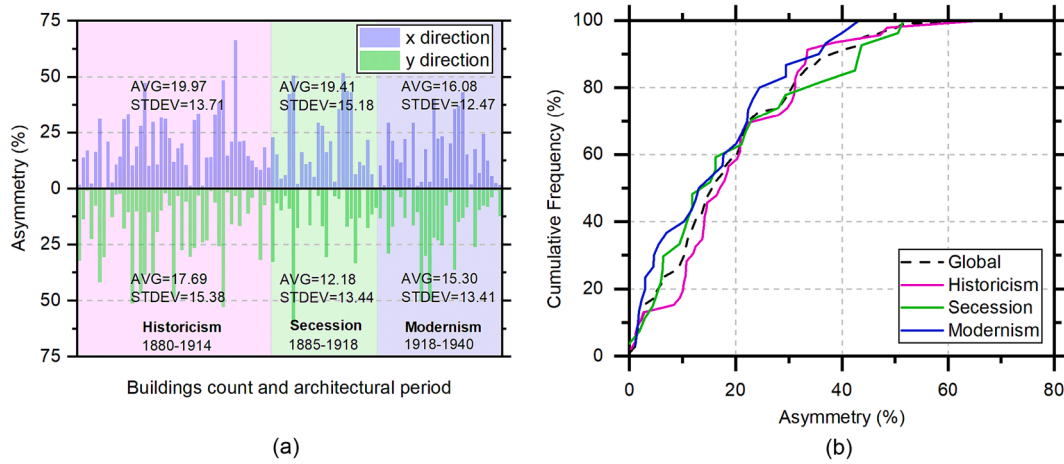 75
50
25
0
25
50
75
Asymmetry (%)
x direction
y direction
AVG=19.97
STDEV=13.71
AVG=19.41
STDEV=15.18
AVG=16.08
STDEV=12.47
AVG=17.69
STDEV=15.38
AVG=12.18
STDEV=13.44
AVG=15.30
STDEV=13.41
Historicism
1880-1914
Secession
1885-1918
Modernism
1918-1940
Buildings count and architectural period
(a)
100
80
60
40
20
0
Cumulative Frequency (%)
Global
Historicism
Secession
Modernism
0 20 40 60 80
Asymmetry (%)
(b)